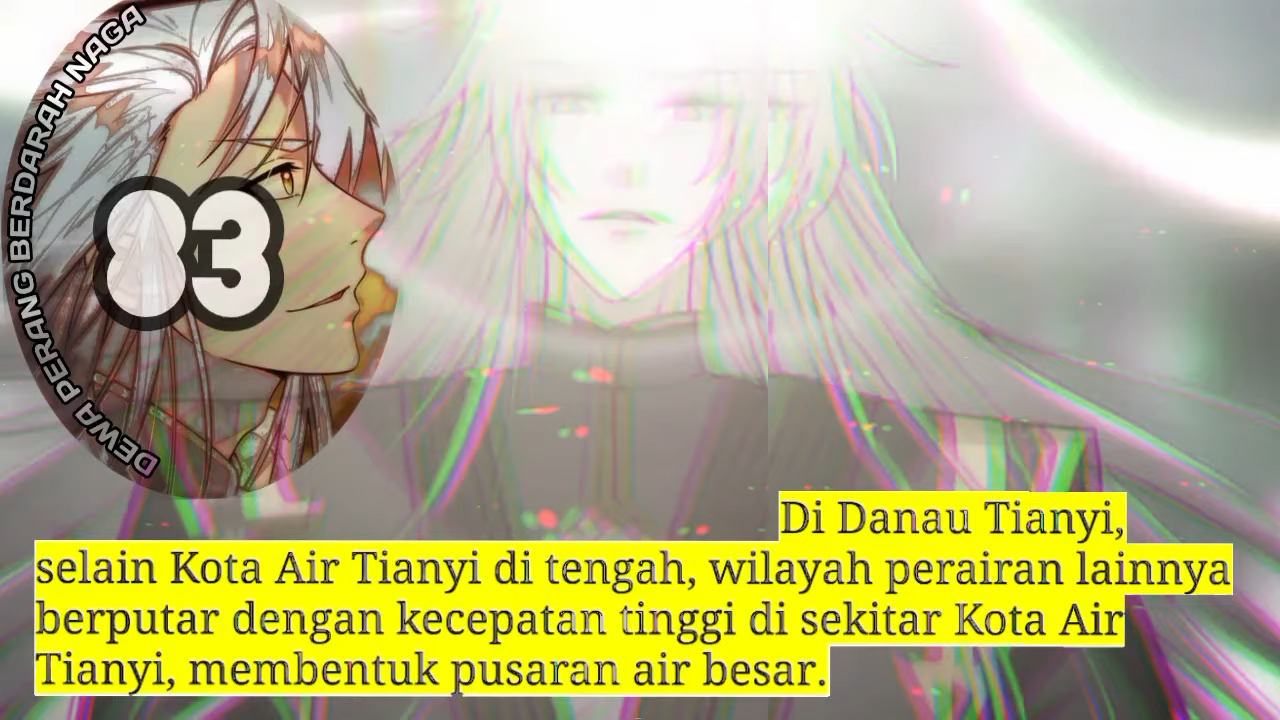 DEWA PERANG BERDARAH NAGA
83
Di Danau Tianyi,
selain Kota Air Tianyi di tengah, wilayah perairan lainnya
berputar dengan kecepatan tinggi di sekitar Kota Air
Tianyi, membentuk pusaran air besar.